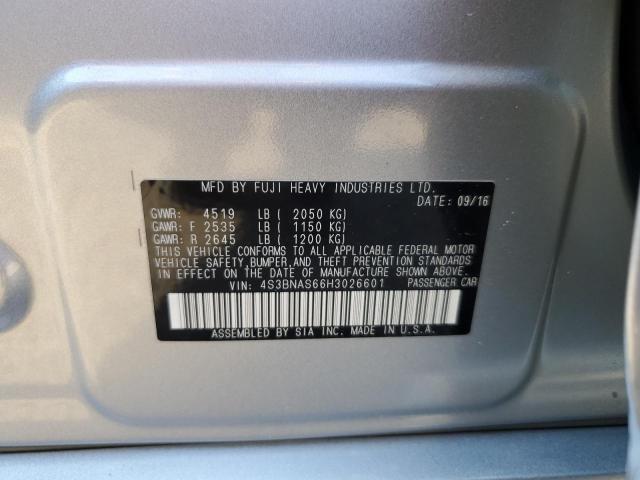 MFD BY FUJI HEAVY INDUSTRIES LTD.
DATE: 09/16
GVWR: 4519 LB ( 2050 KG)
GAWR: F 2535 LB ( 1150 KG)
GAWR: R 2645 LB ( 1200 KG)
THIS VEHICLE CONFORMS TO ALL APPLICABLE FEDERAL MOTOR
VEHICLE SAFETY, BUMPER, AND THEFT PREVENTION STANDARDS
IN EFFECT ON THE DATE OF MANUFACTURE SHOWN ABOVE.
VIN: 4S3BNAS66H3026601 PASSENGER CAR
ASSEMBLED BY SIA INC. MADE IN U.S.A.